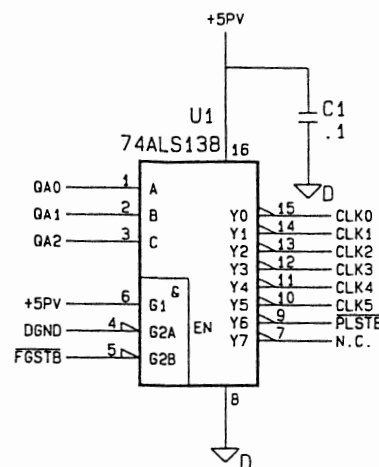 +5PV
U1
C1
.1
74ALS138
16
D
QA0 1 A Y0 15 CLK0
QA1 2 B Y1 14 CLK1
QA2 3 C Y2 13 CLK2
Y3 12 CLK3
& Y4 11 CLK4
+5PV 6 G1 Y5 10 CLK5
DGND 4 G2A EN Y6 9 PLSTB
FGSTB 5 G2B Y7 7 N.C.
8
D